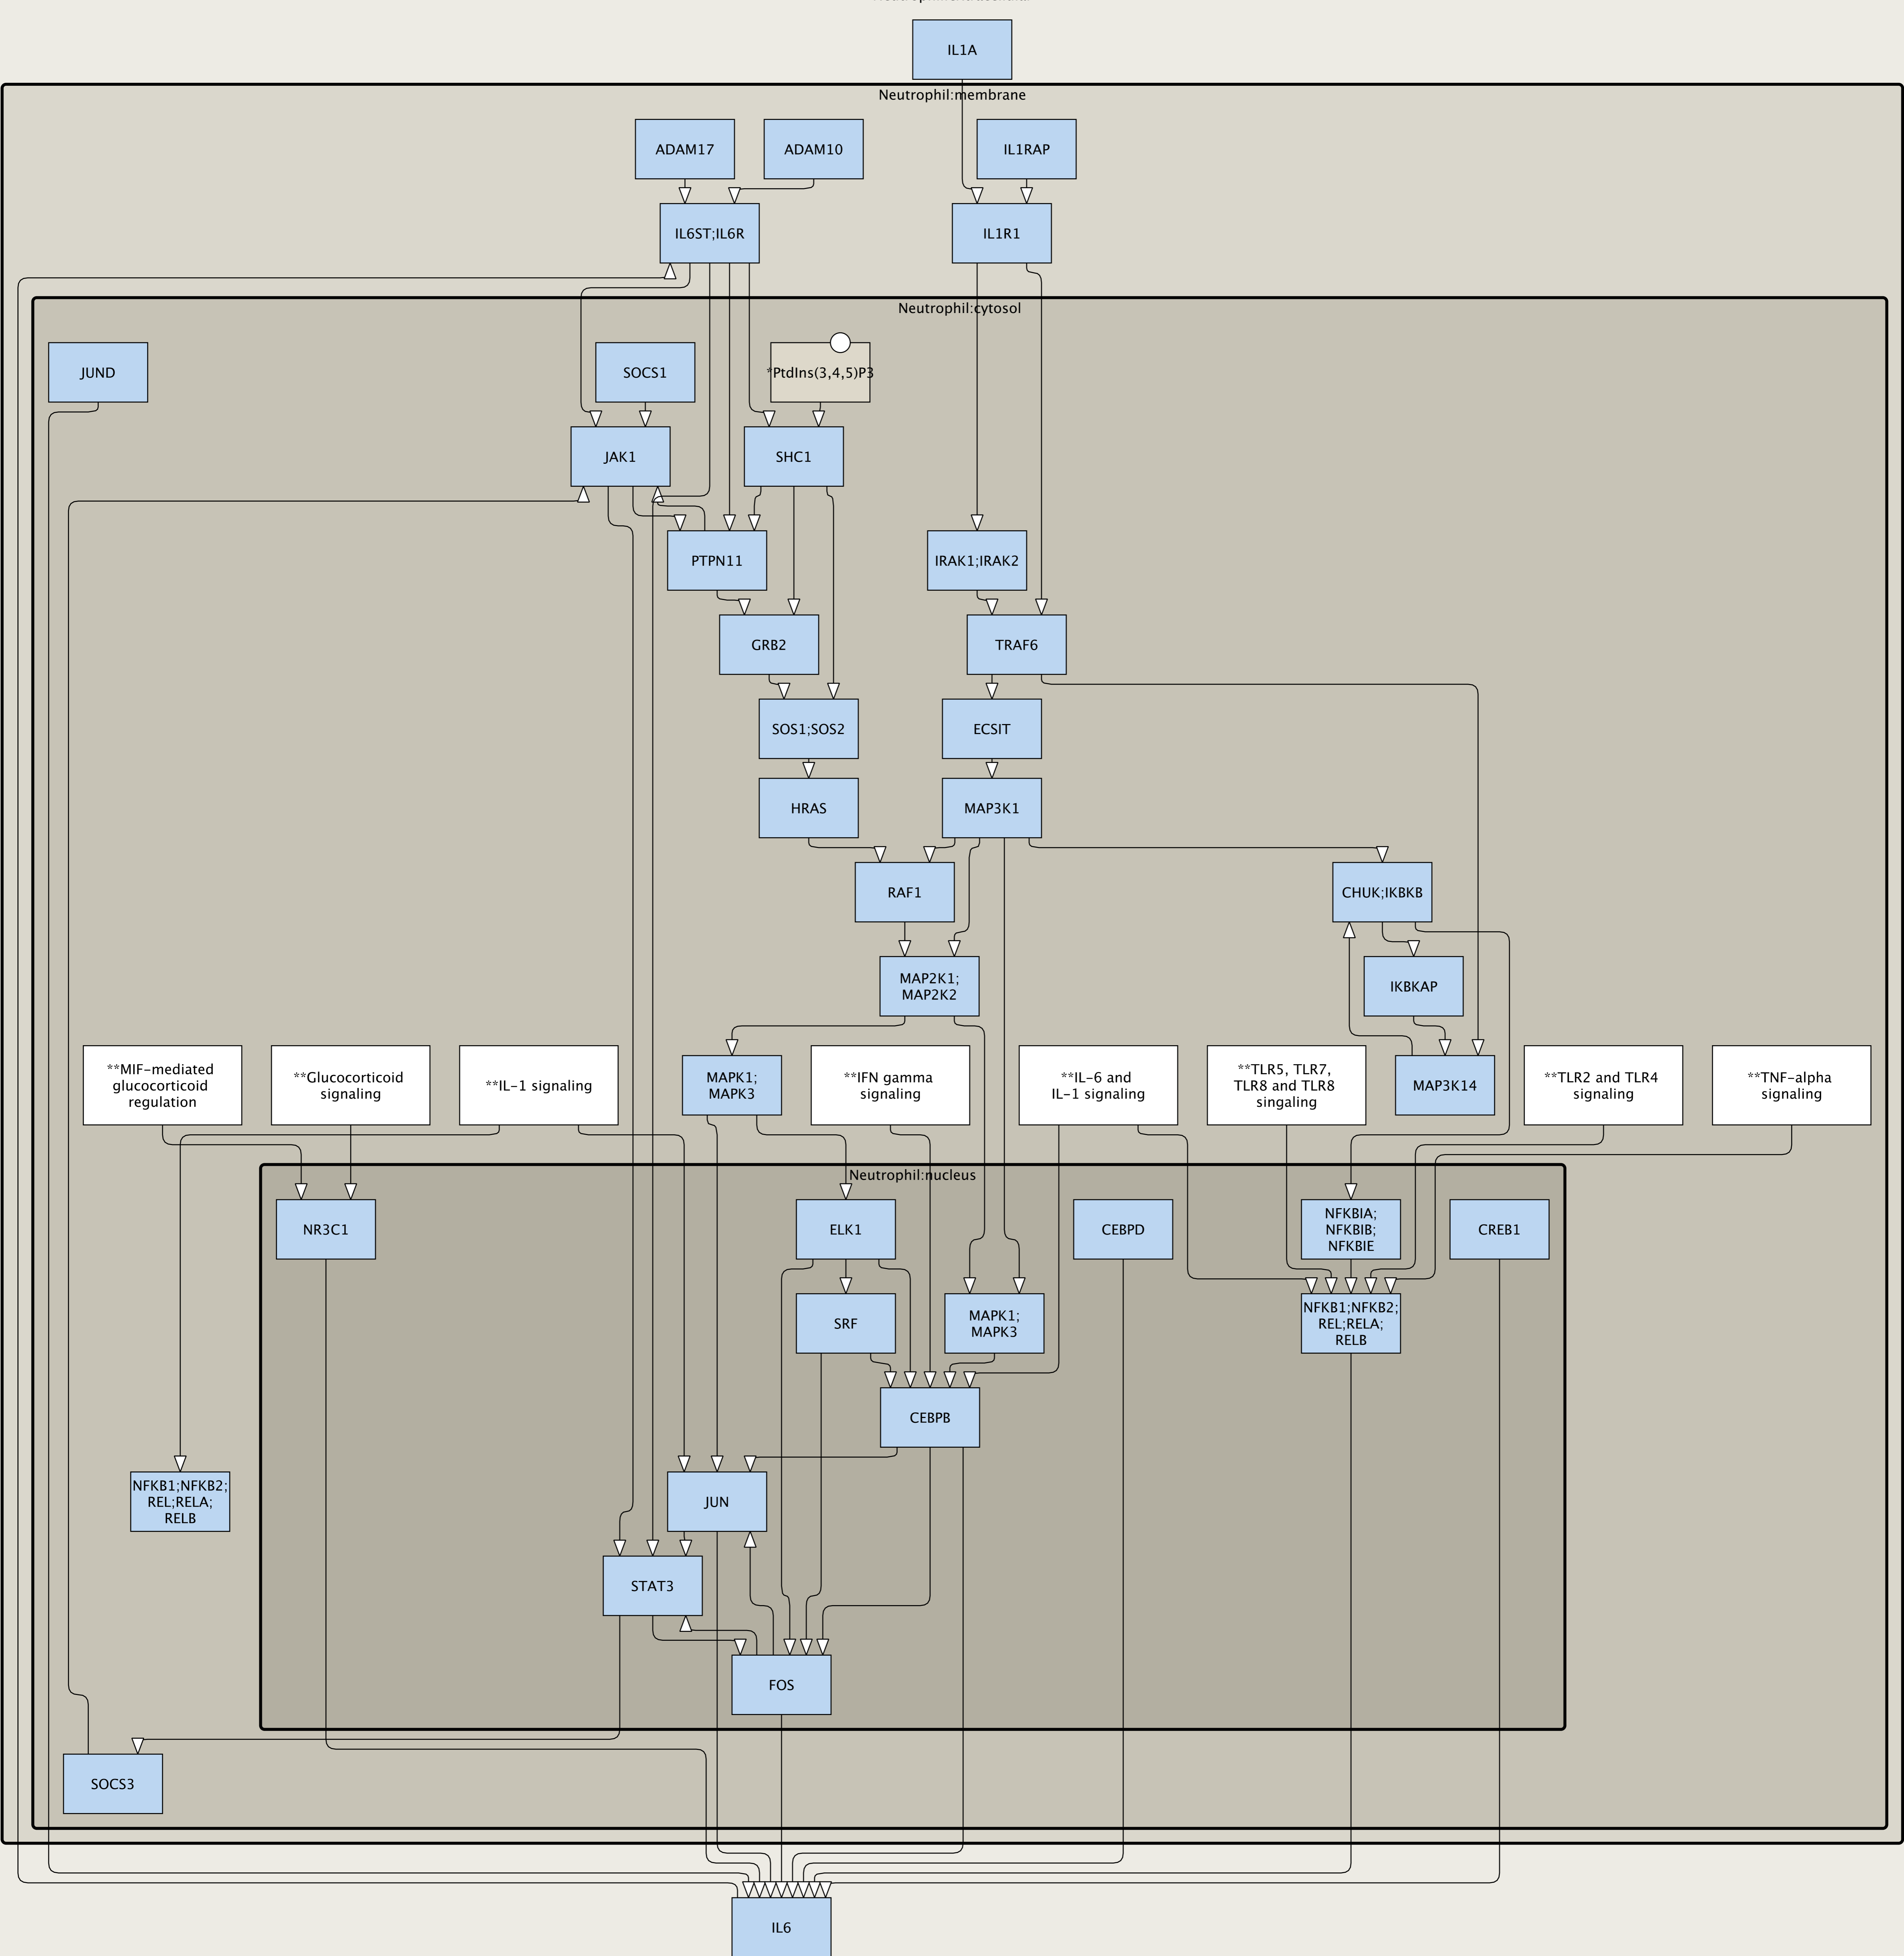 IL1A
Neutrophil:membrane
ADAM17
ADAM10
IL1RAP
IL6ST;IL6R
IL1R1
Neutrophil:cytosol
JUND
SOCS1
*PtdIns(3,4,5)P3
JAK1
SHC1
PTPN11
IRAK1;IRAK2
GRB2
TRAF6
SOS1;SOS2
ECSIT
HRAS
MAP3K1
RAF1
CHUK;IKBKB
MAP2K1;
MAP2K2
IKBKAP
**MIF-mediated
glucocorticoid
regulation
**Glucocorticoid
signaling
**IL-1 signaling
MAPK1;
MAPK3
**IFN gamma
signaling
**IL-6 and
IL-1 signaling
**TLR5, TLR7,
TLR8 and TLR8
singaling
MAP3K14
**TLR2 and TLR4
signaling
**TNF-alpha
signaling
Neutrophil:nucleus
NR3C1
ELK1
CEBPD
NFKBIA;
NFKBIB;
NFKBIE
CREB1
SRF
MAPK1;
MAPK3
NFKB1;NFKB2;
REL;RELA;
RELB
CEBPB
NFKB1;NFKB2;
REL;RELA;
RELB
JUN
STAT3
FOS
SOCS3
IL6